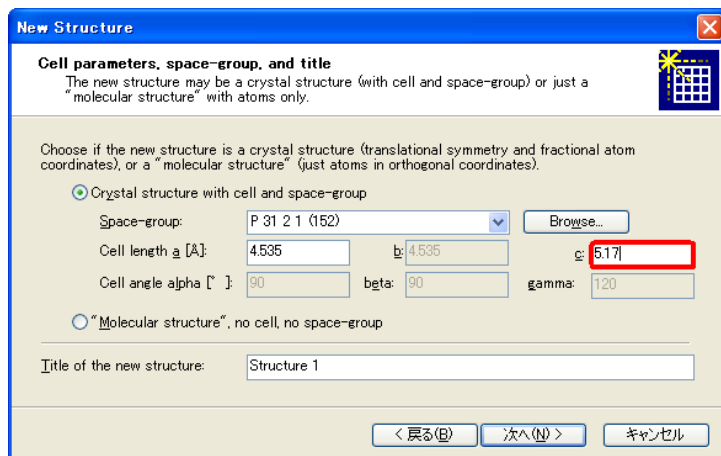 New Structure
Cell parameters, space-group, and title
The new structure may be a crystal structure (with cell and space-group) or just a
"molecular structure" with atoms only.
Choose if the new structure is a crystal structure (translational symmetry and fractional atom
coordinates), or a "molecular structure" (just atoms in orthogonal coordinates).
Crystal structure with cell and space-group
Space-group: P 31 2 1 (152) Browse...
Cell length a [Å]: 4.535 b: 4.535 c: 5.17
Cell angle alpha [° ]: 90 beta: 90 gamma: 120
"Molecular structure", no cell, no space-group
Title of the new structure: Structure 1
< 戻る(B) 次へ(N) > キャンセル